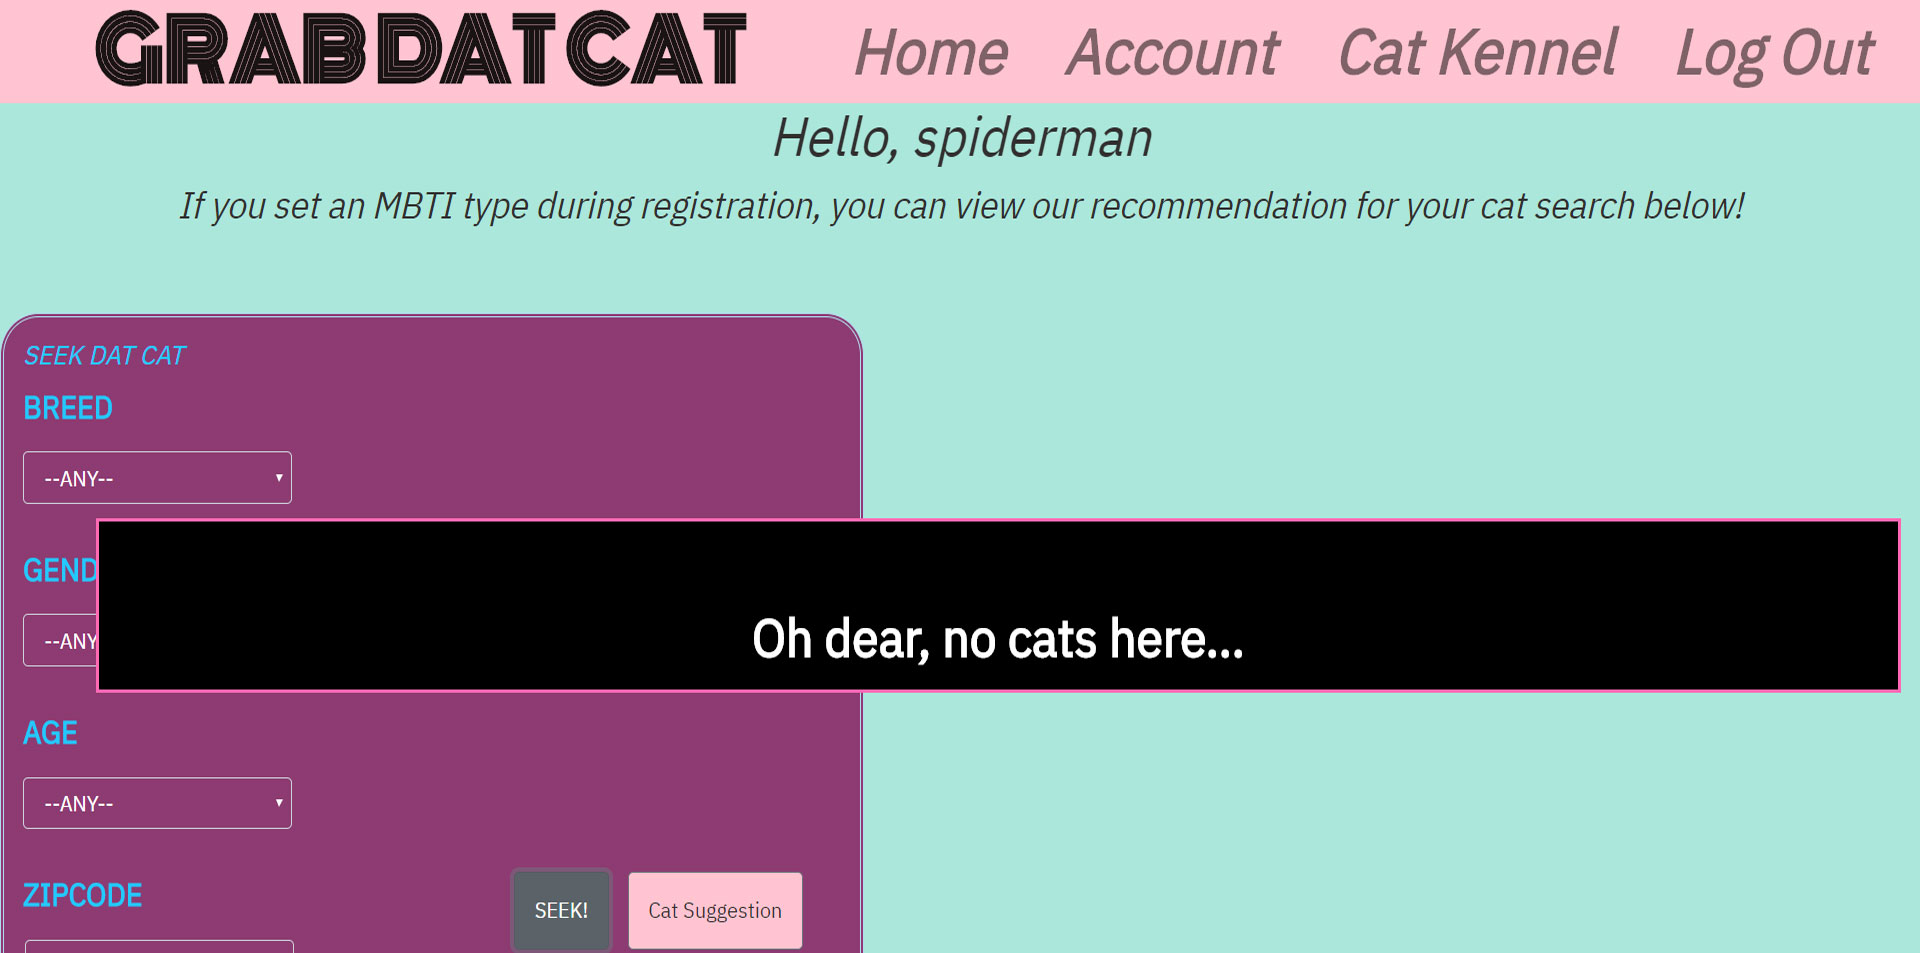 GRABDATCAT Home Account Cat Kennel Log Out
Hello, spiderman
If you set an MBTI type during registration, you can view our recommendation for your cat search below!
SEEK DAT CAT
BREED
--ANY--
GEND
Oh dear, no cats here...
--ANY
AGE
--ANY--
ZIPCODE
SEEK! Cat Suggestion